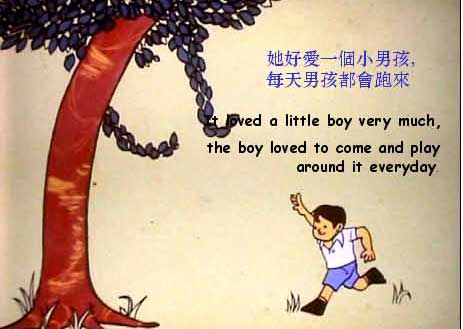 她好愛一個小男孩,
每天男孩都會跑來
It loved a little boy very much,
the boy loved to come and play
around it everyday.